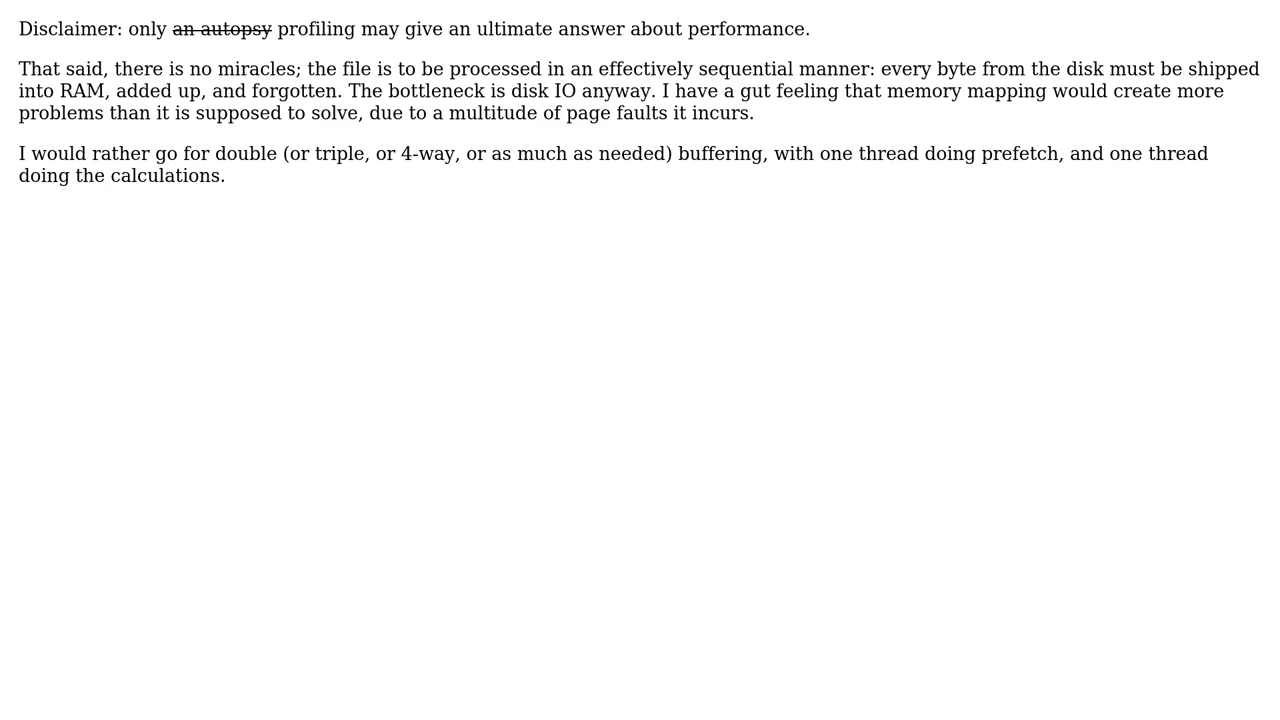 Disclaimer: only an autopsy profiling may give an ultimate answer about performance.
That said, there is no miracles; the file is to be processed in an effectively sequential manner: every byte from the disk must be shipped
into RAM, added up, and forgotten. The bottleneck is disk IO anyway. I have a gut feeling that memory mapping would create more
problems than it is supposed to solve, due to a multitude of page faults it incurs.
I would rather go for double (or triple, or 4-way, or as much as needed) buffering, with one thread doing prefetch, and one thread
doing the calculations.